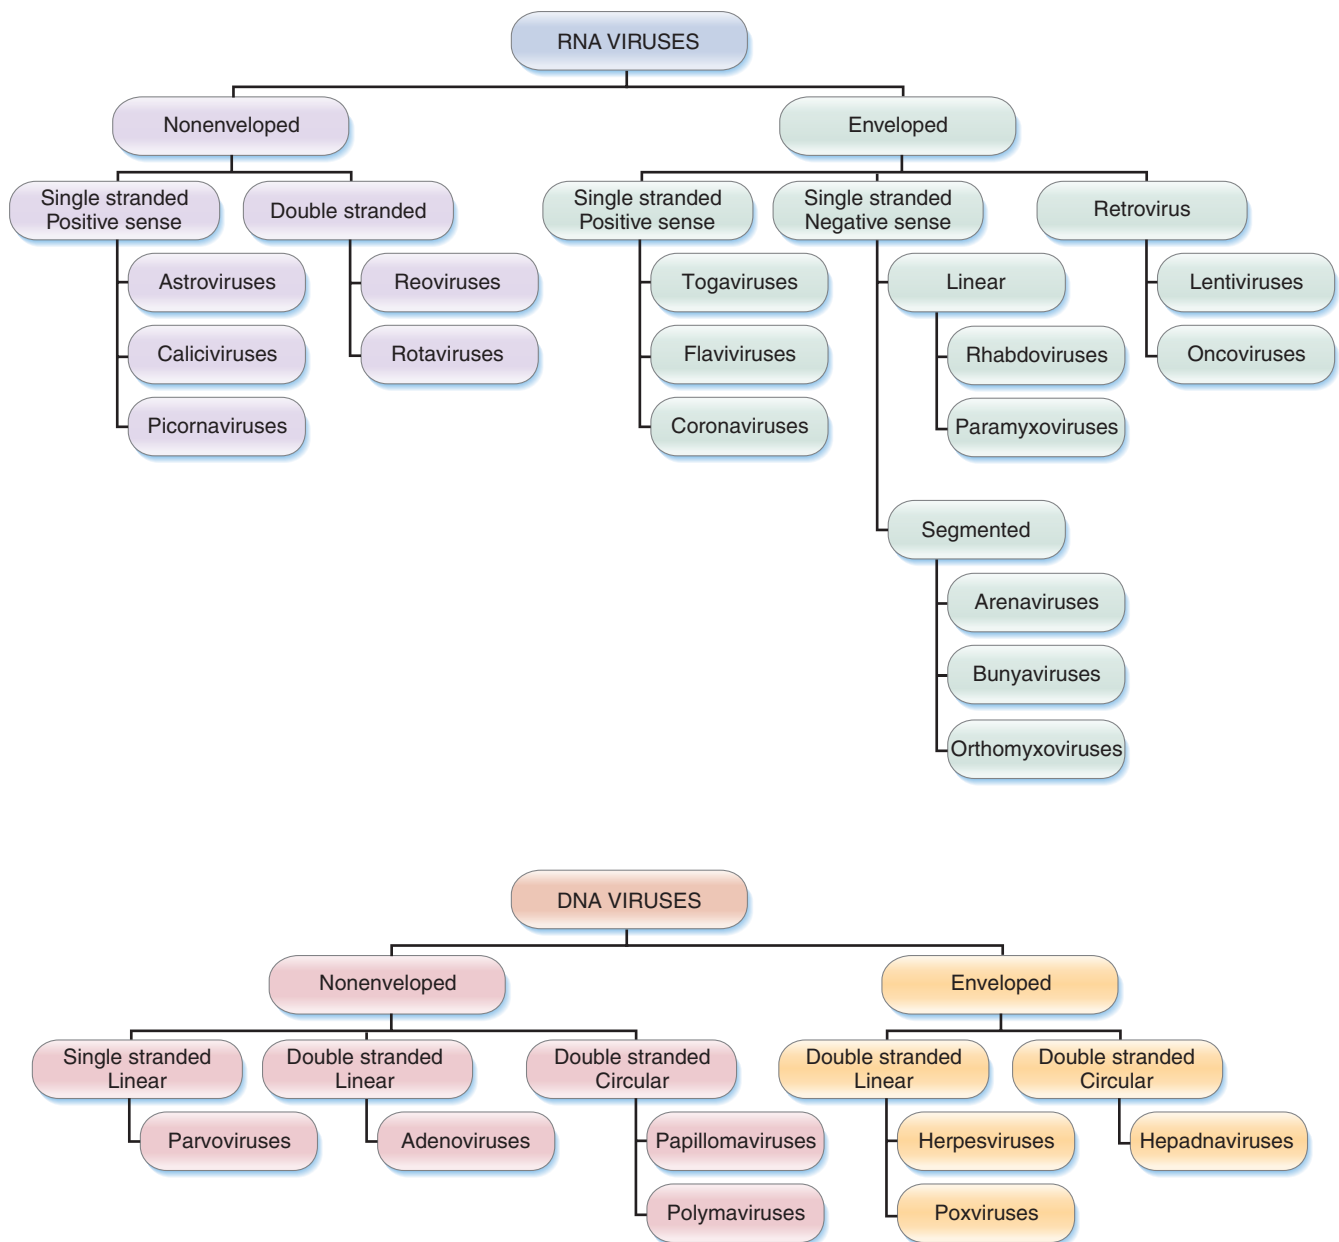 RNA VIRUSES
Nonenveloped
Enveloped
Single stranded
Positive sense
Double stranded
Single stranded
Positive sense
Single stranded
Negative sense
Retrovirus
Astroviruses
Reoviruses
Togaviruses
Linear
Lentiviruses
Caliciviruses
Rotaviruses
Flaviviruses
Rhabdoviruses
Oncoviruses
Picornaviruses
Coronaviruses
Paramyxoviruses
Segmented
Arenaviruses
Bunyaviruses
Orthomyxoviruses
DNA VIRUSES
Nonenveloped
Enveloped
Single stranded
Linear
Double stranded
Linear
Double stranded
Circular
Double stranded
Linear
Double stranded
Circular
Parvoviruses
Adenoviruses
Papillomaviruses
Herpesviruses
Hepadnaviruses
Polymaviruses
Poxviruses